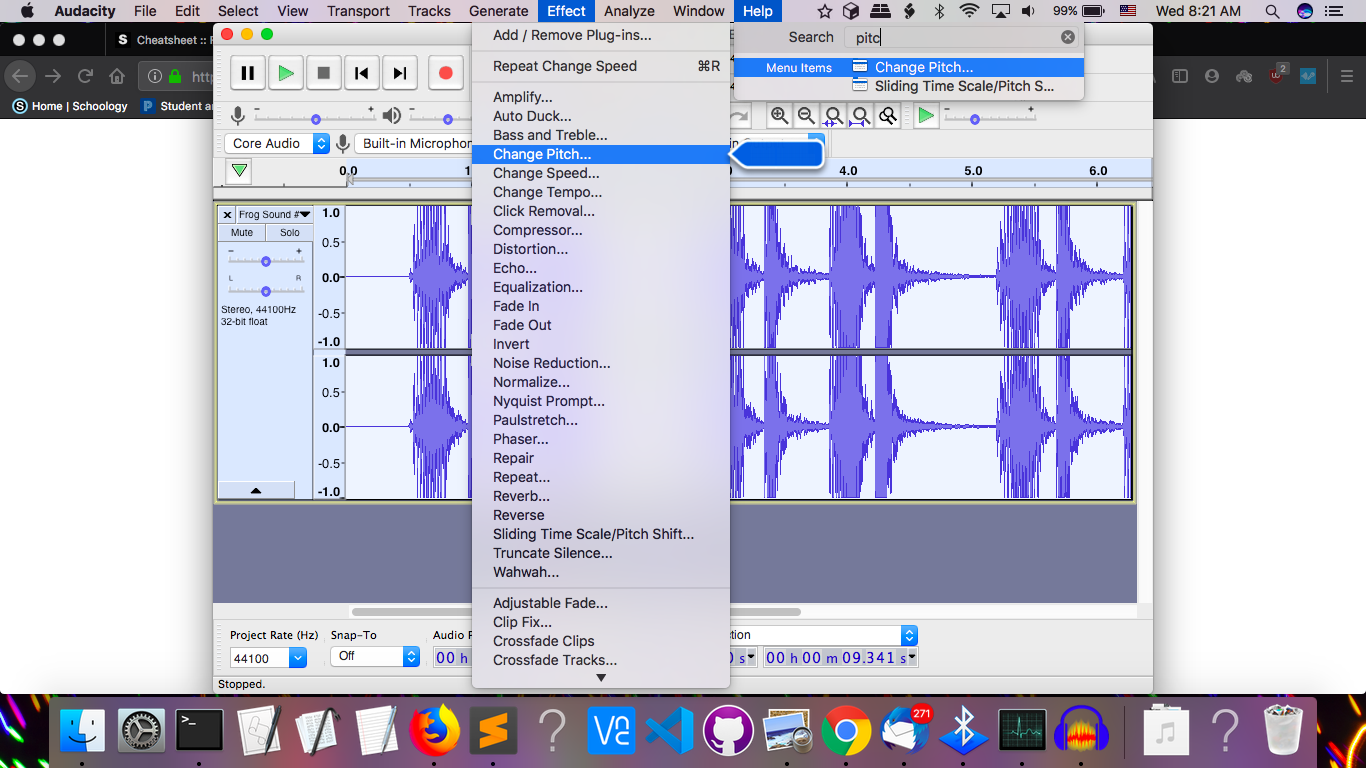 Audacity File Edit Select View Transport Tracks Generate Effect Analyze Window Help 99% Wed 8:21 AM
Search pitc
Menu Items Change Pitch...
Sliding Time Scale/Pitch S...
S Cheatsheet ::
htt
Home | Schoology P Student a
Add / Remove Plug-ins...
Repeat Change Speed ⌘R
Amplify...
Auto Duck...
Bass and Treble...
Change Pitch...
Change Speed...
Change Tempo...
Click Removal...
Compressor...
Distortion...
Echo...
Equalization...
Fade In
Fade Out
Invert
Noise Reduction...
Normalize...
Nyquist Prompt...
Paulstretch...
Phaser...
Repair
Repeat...
Reverb...
Reverse
Sliding Time Scale/Pitch Shift...
Truncate Silence...
Wahwah...
Adjustable Fade...
Clip Fix...
Crossfade Clips
Crossfade Tracks...
Core Audio Built-in Microphon
0.0 4.0 5.0 6.0
Frog Sound #
Mute Solo
- +
L R
Stereo, 44100Hz
32-bit float
1.0
0.5-
0.0-
-0.5-
-1.0
1.0
0.5-
0.0-
-0.5-
-1.0
Project Rate (Hz) Snap-To Audio P
44100 Off 00 h
00 h 00 m 09.341 s
Stopped.
>_
271